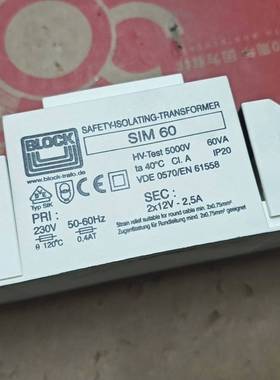 SAFETY-ISOLATING-TRANSFORMER
BLOCK
SIM 60
www.block-trafo.de
HV-Test 5000V 60VA
ta 40°C Cl. A IP20
VDE 0570/EN 61558
Typ SIK
PRI : SEC :
230V 50-60Hz 2x12V - 2,5A
θ 120°C 0.4AT
Strain relief suitable for round cable min. 2x0.75mm²
Zugentlastung für Rundleitung mind. 2x0.75mm² geeignet